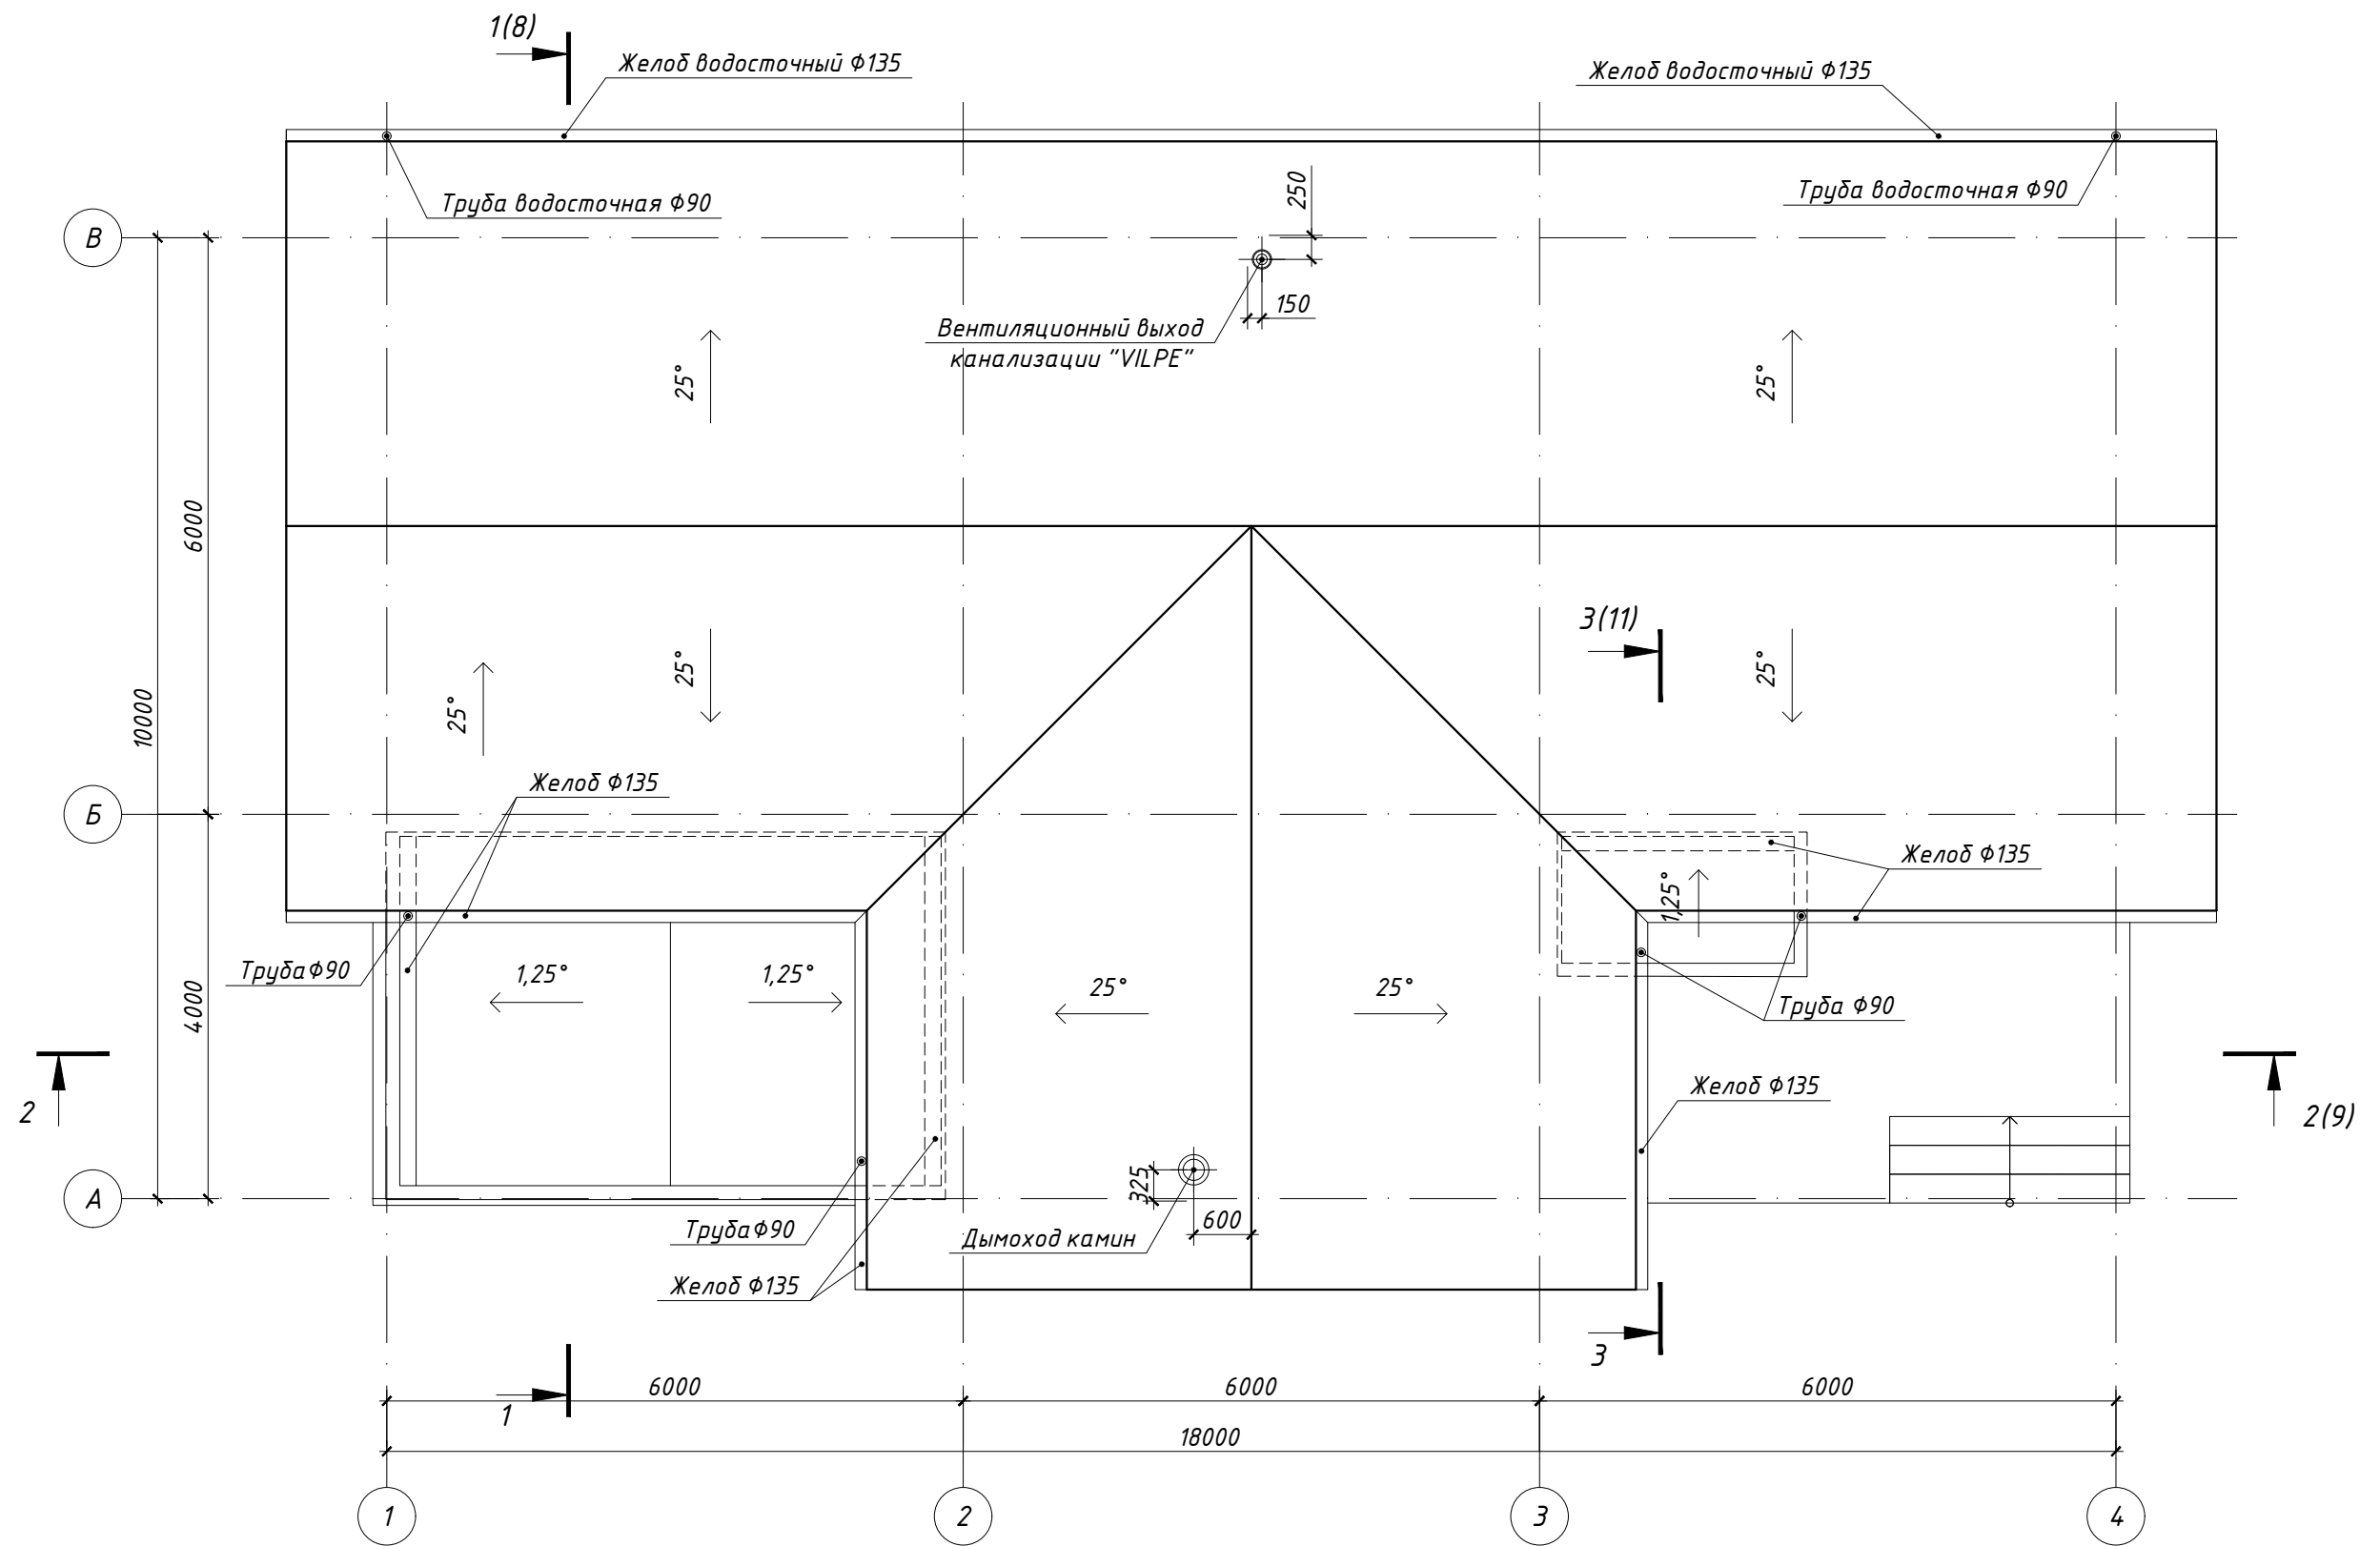 1(8)
Желоб водосточный Ф135
Желоб водосточный Ф135
Труба водосточная Ф90
Труба водосточная Ф90
250
В
150
Вентиляционный выход
канализации "VILPE"
25°
25°
6000
3(11)
25°
25°
25°
10000
Желоб Ф135
Б
Желоб Ф135
1,25°
Труба Ф90
1,25°
1,25°
25°
25°
4000
Труба Ф90
2
Желоб Ф135
2(9)
325
А
600
Труба Ф90
Дымоход камин
Желоб Ф135
3
6000
6000
6000
1
18000
1
2
3
4